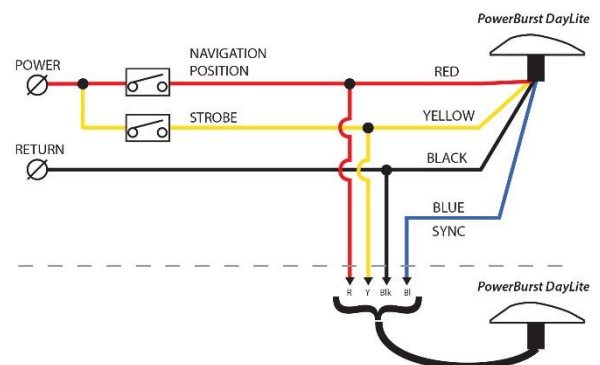 PowerBurst DayLite
NAVIGATION
POSITION
POWER
RED
STROBE
YELLOW
RETURN
BLACK
BLUE
SYNC
R Y Blk Bl
PowerBurst DayLite